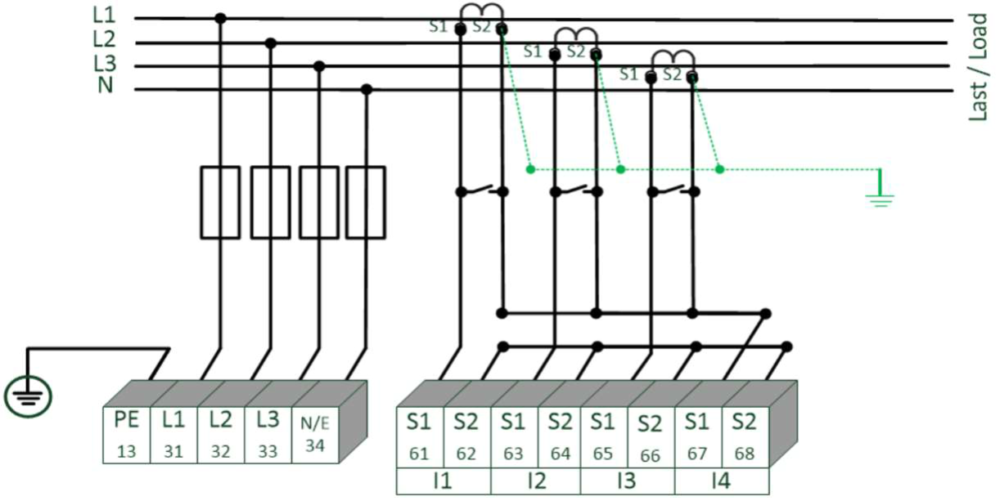 L1
L2
L3
N
S1 S2
S1 S2
S1 S2
Last / Load
PE L1 L2 L3 N/E
13 31 32 33 34
S1 S2 S1 S2 S1 S2 S1 S2
61 62 63 64 65 66 67 68
I1 I2 I3 I4